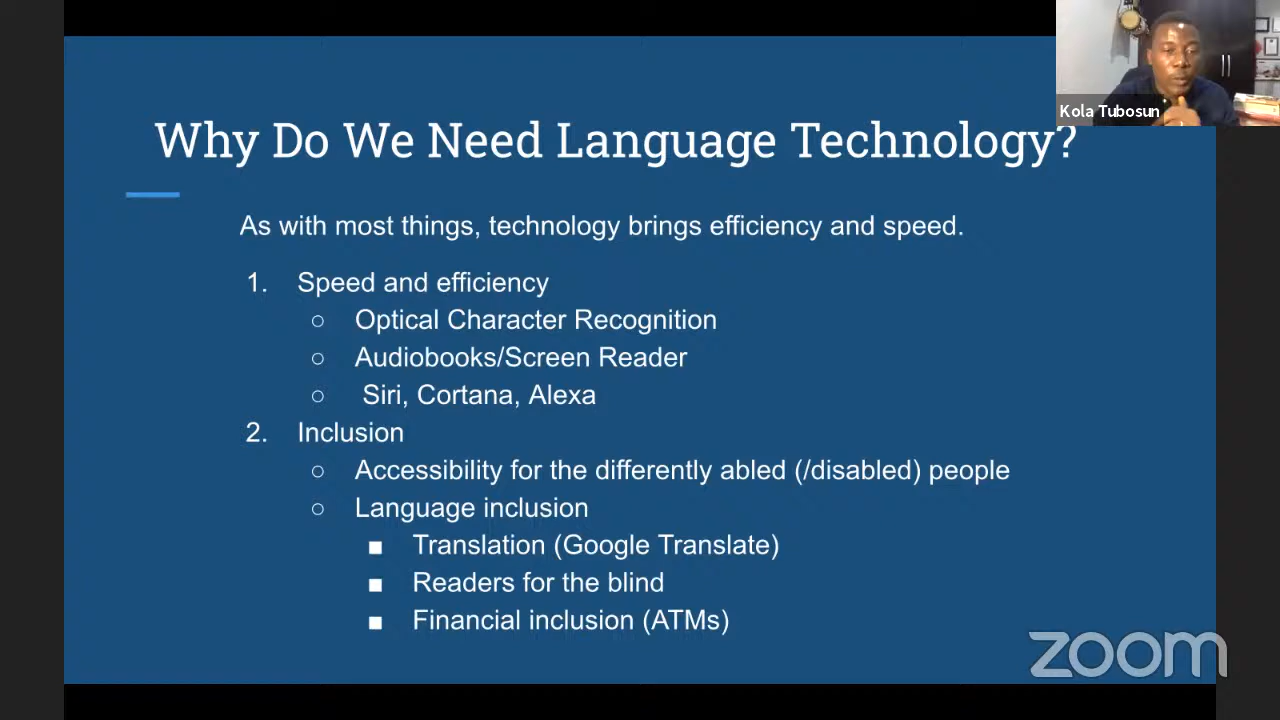 Kola Tubosun
Why Do We Need Language Technology?
As with most things, technology brings efficiency and speed.
1. Speed and efficiency
○ Optical Character Recognition
○ Audiobooks/Screen Reader
○ Siri, Cortana, Alexa
2. Inclusion
○ Accessibility for the differently abled (/disabled) people
○ Language inclusion
■ Translation (Google Translate)
■ Readers for the blind
■ Financial inclusion (ATMs)
zoom